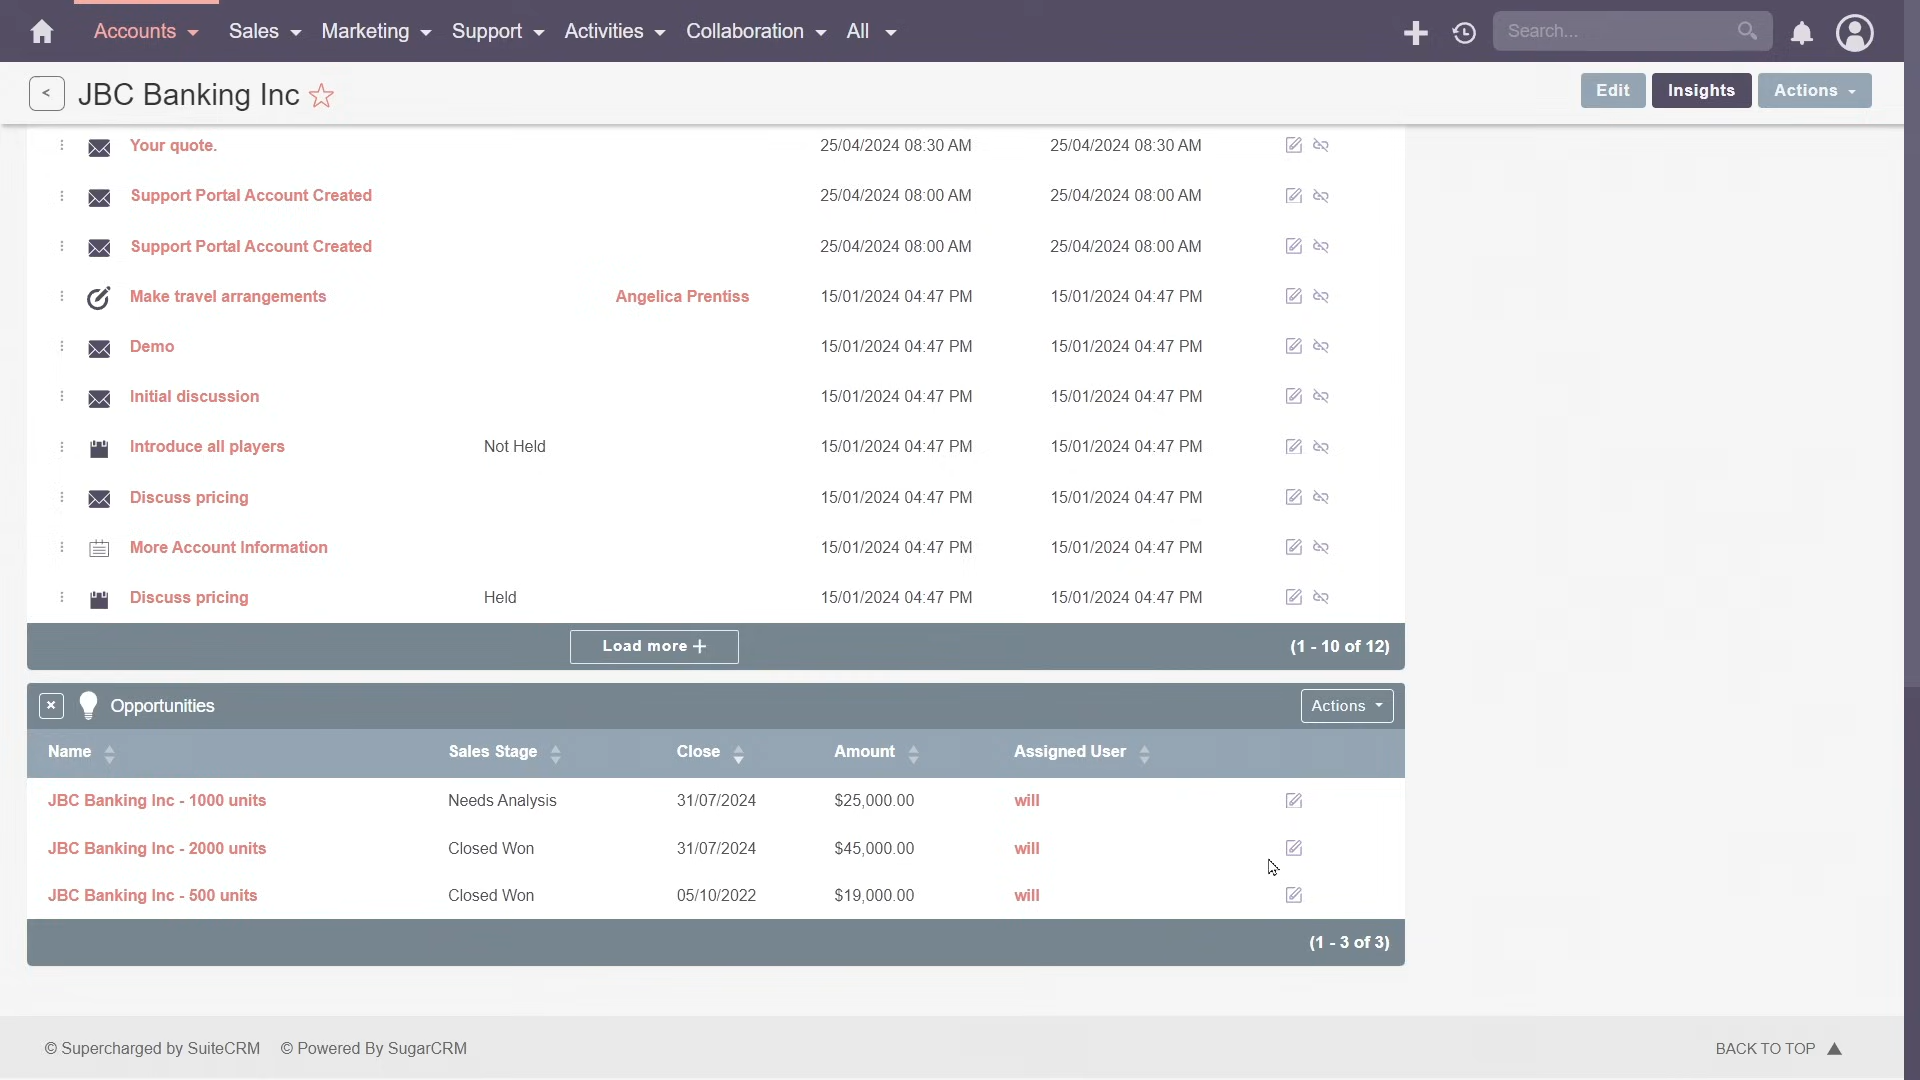 Accounts Sales Marketing Support Activities Collaboration All Search...
< JBC Banking Inc Edit Insights Actions
Your quote. 25/04/2024 08:30 AM 25/04/2024 08:30 AM
Support Portal Account Created 25/04/2024 08:00 AM 25/04/2024 08:00 AM
Support Portal Account Created 25/04/2024 08:00 AM 25/04/2024 08:00 AM
Make travel arrangements Angelica Prentiss 15/01/2024 04:47 PM 15/01/2024 04:47 PM
Demo 15/01/2024 04:47 PM 15/01/2024 04:47 PM
Initial discussion 15/01/2024 04:47 PM 15/01/2024 04:47 PM
Introduce all players Not Held 15/01/2024 04:47 PM 15/01/2024 04:47 PM
Discuss pricing 15/01/2024 04:47 PM 15/01/2024 04:47 PM
More Account Information 15/01/2024 04:47 PM 15/01/2024 04:47 PM
Discuss pricing Held 15/01/2024 04:47 PM 15/01/2024 04:47 PM
Load more + (1 - 10 of 12)
Opportunities Actions
Name Sales Stage Close Amount Assigned User
JBC Banking Inc - 1000 units Needs Analysis 31/07/2024 $25,000.00 will
JBC Banking Inc - 2000 units Closed Won 31/07/2024 $45,000.00 will
JBC Banking Inc - 500 units Closed Won 05/10/2022 $19,000.00 will
(1 - 3 of 3)
© Supercharged by SuiteCRM © Powered By SugarCRM BACK TO TOP